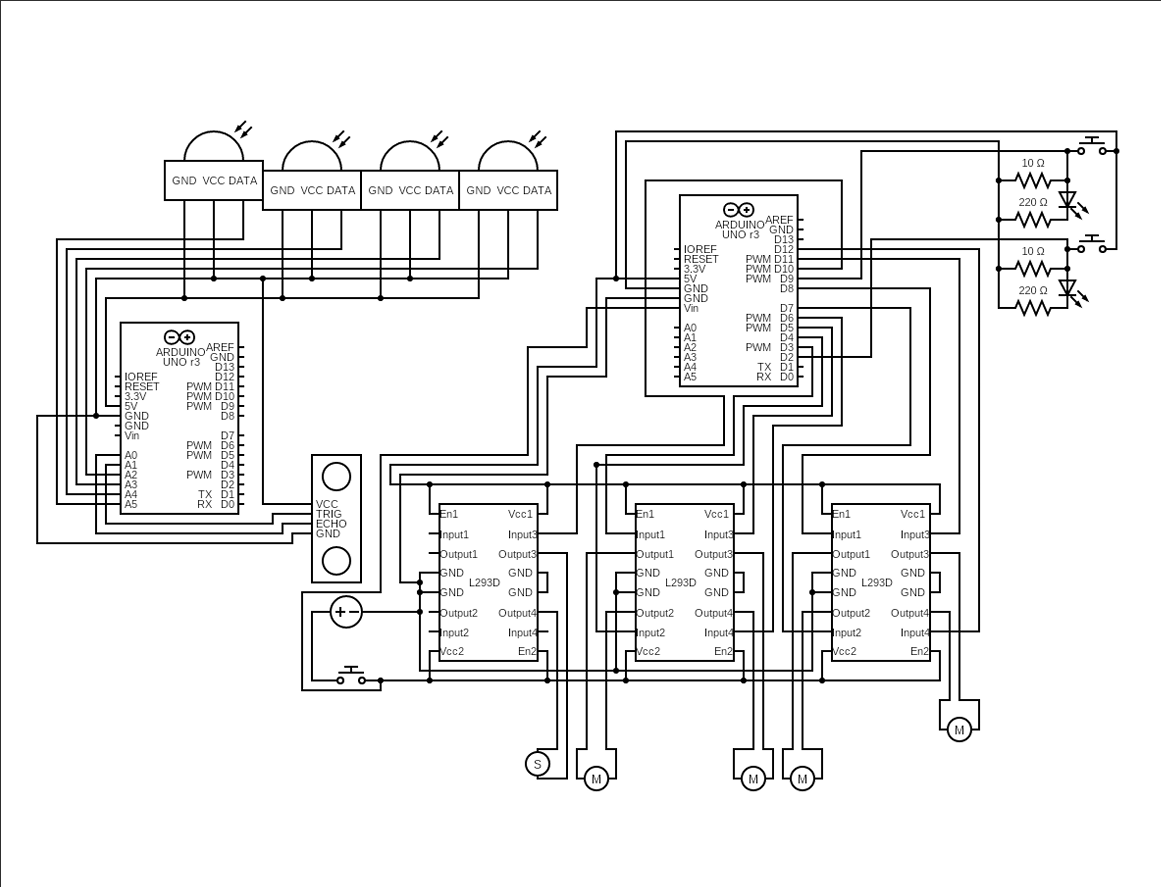 GND VCC DATA
GND VCC DATA
GND VCC DATA
GND VCC DATA
ARDUINO
UNO r3
IOREF
RESET
3.3V
5V
GND
GND
Vin
A0
A1
A2
A3
A4
A5
AREF
GND
D13
D12
PWM D11
PWM D10
PWM D9
D8
D7
PWM D6
PWM D5
D4
PWM D3
D2
TX D1
RX D0
VCC
TRIG
ECHO
GND
ARDUINO
UNO r3
IOREF
RESET
3.3V
5V
GND
GND
Vin
A0
A1
A2
A3
A4
A5
AREF
GND
D13
D12
PWM D11
PWM D10
PWM D9
D8
D7
PWM D6
PWM D5
D4
PWM D3
D2
TX D1
RX D0
10 Ω
220 Ω
10 Ω
220 Ω
En1 Vcc1
Input1 Input3
Output1 Output3
GND GND
L293D
GND GND
Output2 Output4
Input2 Input4
Vcc2 En2
En1 Vcc1
Input1 Input3
Output1 Output3
GND GND
L293D
GND GND
Output2 Output4
Input2 Input4
Vcc2 En2
En1 Vcc1
Input1 Input3
Output1 Output3
GND GND
L293D
GND GND
Output2 Output4
Input2 Input4
Vcc2 En2
S
M
M
M
M